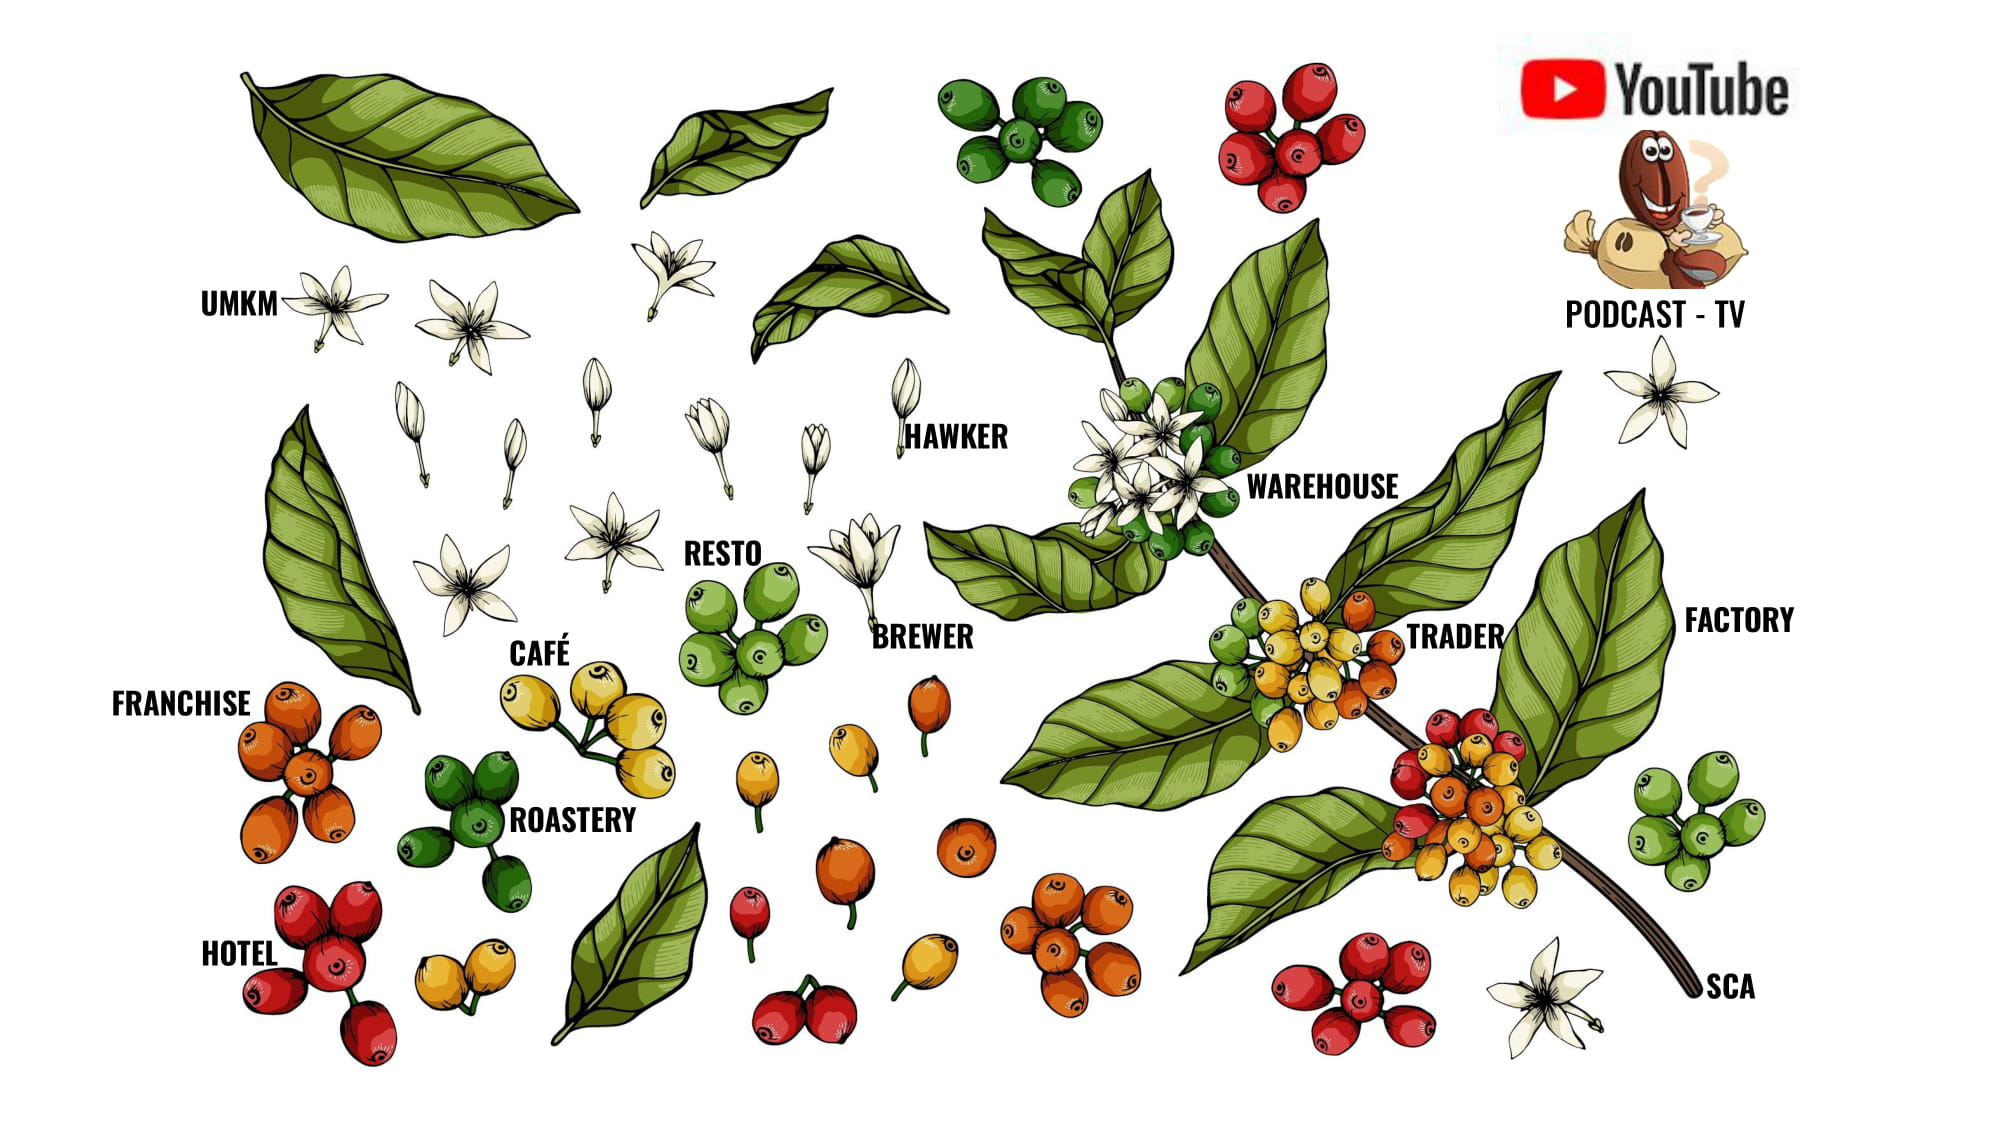 YouTube
PODCAST - TV
UMKM
HAWKER
WAREHOUSE
RESTO
BREWER
CAFÉ
TRADER
FACTORY
FRANCHISE
ROASTERY
HOTEL
SCA